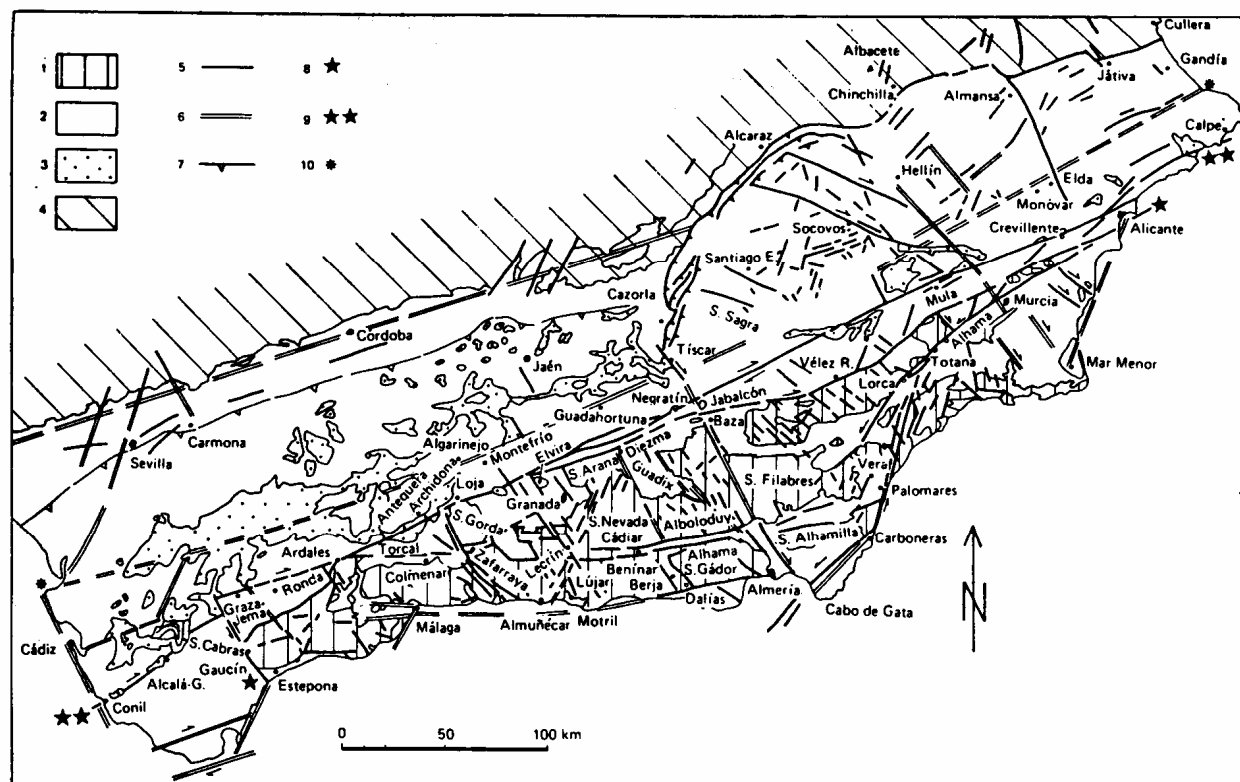 1
5
8 ★
2
6
9 ★★
3
7
10 *
4
Cullera
Gandía
Albacete
Játiva
Chinchilla
Almansa
Calpe
Alcaraz
★★
Hellín
Elda
Monóvar
★
Socovos
Crevillente
Alicante
Santiago E.
Cazorla
Mula
Murcia
S. Sagra
Cordoba
Alhama
Tíscar
Jaén
Vélez R.
Totana
Mar Menor
Lorca
Negratín
Jabalcón
Carmona
Guadahortuna
Baza
Sevilla
Algarinejo
Montefrío
Elvira
Diezma
S. Arana
Guadix
Vera
Archidona
Antequera
Loja
S. Filabres
Palomares
Granada
S. Gorda
S. Nevada
Alboloduy
Cádiar
S. Alhamilla
Carboneras
Ardales
Torcal
Zafarraya
Lecrín
Alhama
Ronda
Colmenar
Benínar
S. Gádor
N
Lújar
Berja
Almería
Graza-
lema
Dalías
Cabo de Gata
Málaga
Almuñécar
Motril
Cádiz
S. Cabras
Gaucín
Alcalá-G.
★
Estepona
Conil
★★
0 50 100 km